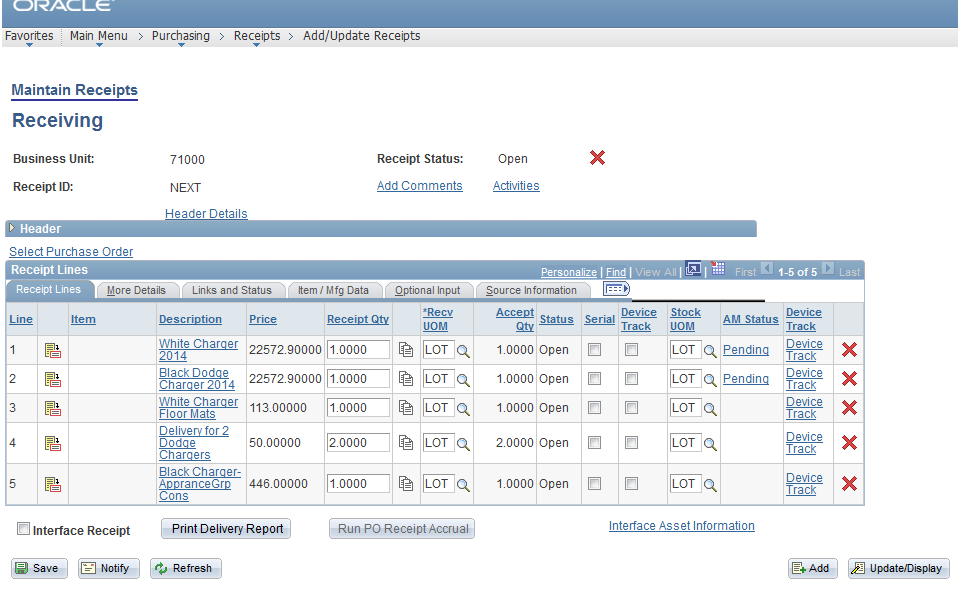 ORACLE
Favorites Main Menu > Purchasing > Receipts > Add/Update Receipts
Maintain Receipts
Receiving
Business Unit: 71000 Receipt Status: Open
Receipt ID: NEXT Add Comments Activities
Header Details
Header
Select Purchase Order
Receipt Lines Personalize | Find | View All | | First 1-5 of 5 Last
Receipt Lines More Details Links and Status Item / Mfg Data Optional Input Source Information
Line Item Description Price Receipt Qty *Recv UOM Accept Qty Status Serial Device Track Stock UOM AM Status Device Track
1 White Charger 2014 22572.90000 1.0000 LOT 1.0000 Open LOT Pending Device Track
2 Black Dodge Charger 2014 22572.90000 1.0000 LOT 1.0000 Open LOT Pending Device Track
3 White Charger Floor Mats 113.00000 1.0000 LOT 1.0000 Open LOT Device Track
4 Delivery for 2 Dodge Chargers 50.00000 2.0000 LOT 2.0000 Open LOT Device Track
5 Black Charger-AppranceGrp Cons 446.00000 1.0000 LOT 1.0000 Open LOT Device Track
Interface Receipt Print Delivery Report Run PO Receipt Accrual Interface Asset Information
Save Notify Refresh Add Update/Display